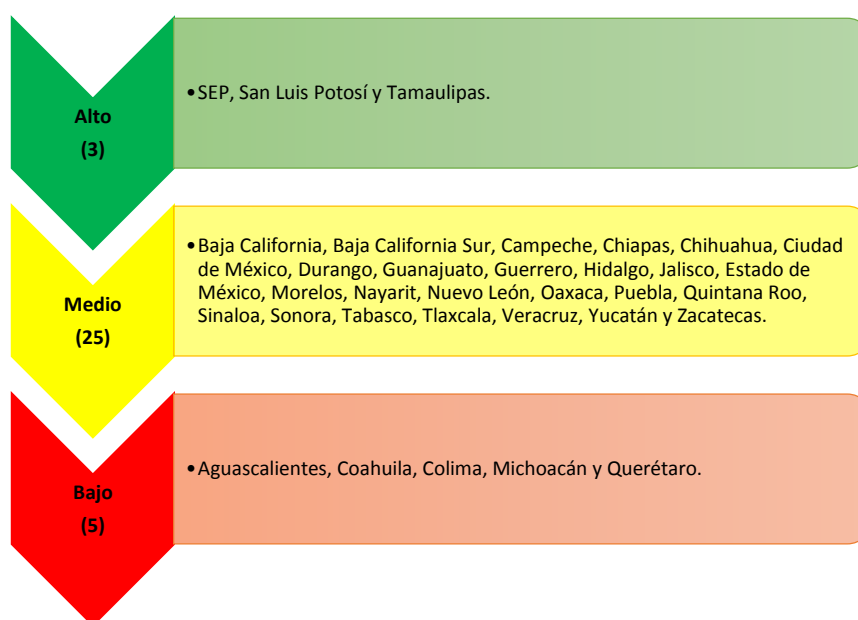 Alto
(3)
•SEP, San Luis Potosí y Tamaulipas.
Medio
(25)
•Baja California, Baja California Sur, Campeche, Chiapas, Chihuahua, Ciudad
de México, Durango, Guanajuato, Guerrero, Hidalgo, Jalisco, Estado de
México, Morelos, Nayarit, Nuevo León, Oaxaca, Puebla, Quintana Roo,
Sinaloa, Sonora, Tabasco, Tlaxcala, Veracruz, Yucatán y Zacatecas.
Bajo
(5)
•Aguascalientes, Coahuila, Colima, Michoacán y Querétaro.